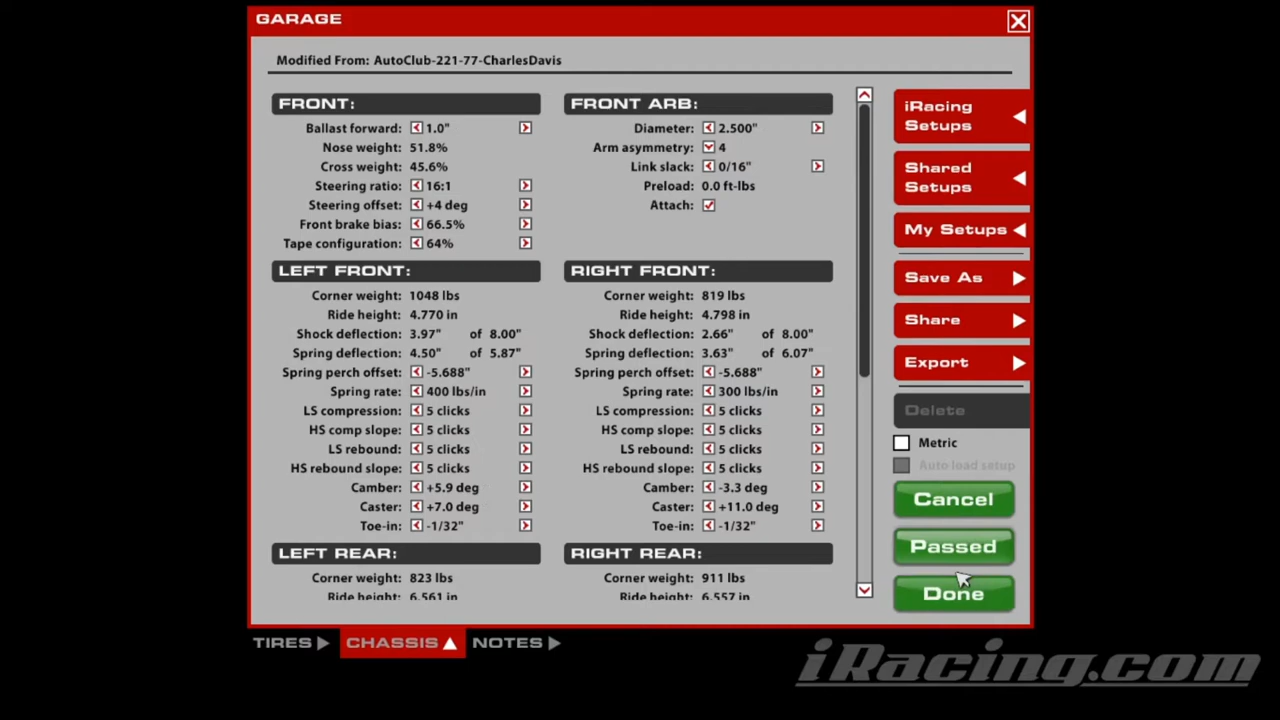 GARAGE
Modified From: AutoClub-221-77-CharlesDavis
FRONT:
Ballast forward: 1.0"
Nose weight: 51.8%
Cross weight: 45.6%
Steering ratio: 16:1
Steering offset: +4 deg
Front brake bias: 66.5%
Tape configuration: 64%
FRONT ARB:
Diameter: 2.500"
Arm asymmetry: 4
Link slack: 0/16"
Preload: 0.0 ft-lbs
Attach:
LEFT FRONT:
Corner weight: 1048 lbs
Ride height: 4.770 in
Shock deflection: 3.97" of 8.00"
Spring deflection: 4.50" of 5.87"
Spring perch offset: -5.688"
Spring rate: 400 lbs/in
LS compression: 5 clicks
HS comp slope: 5 clicks
LS rebound: 5 clicks
HS rebound slope: 5 clicks
Camber: +5.9 deg
Caster: +7.0 deg
Toe-in: -1/32"
RIGHT FRONT:
Corner weight: 819 lbs
Ride height: 4.798 in
Shock deflection: 2.66" of 8.00"
Spring deflection: 3.63" of 6.07"
Spring perch offset: -5.688"
Spring rate: 300 lbs/in
LS compression: 5 clicks
HS comp slope: 5 clicks
LS rebound: 5 clicks
HS rebound slope: 5 clicks
Camber: -3.3 deg
Caster: +11.0 deg
Toe-in: -1/32"
LEFT REAR:
Corner weight: 823 lbs
Ride height: 6.561 in
RIGHT REAR:
Corner weight: 911 lbs
Ride height: 6.557 in
iRacing
Setups
Shared
Setups
My Setups
Save As
Share
Export
Delete
Metric
Auto load setup
Cancel
Passed
Done
TIRES
CHASSIS
NOTES
iRacing.com